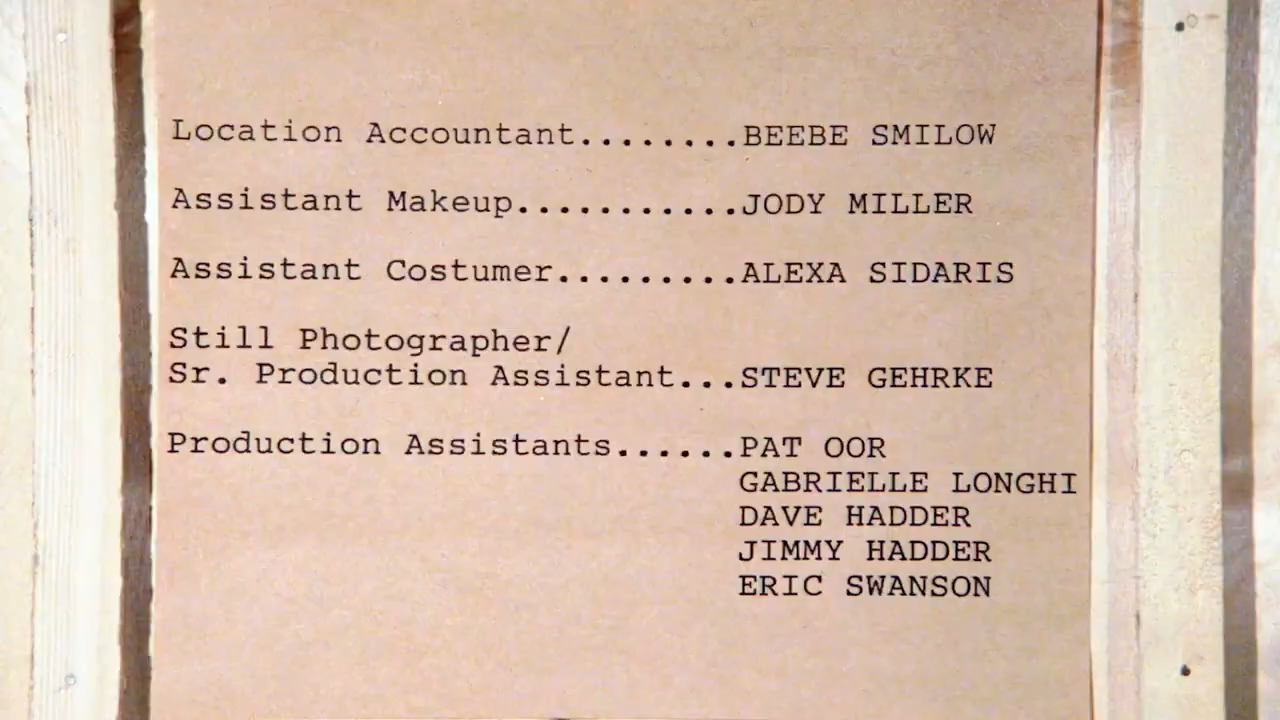 Location Accountant........BEEBE SMILOW
Assistant Makeup...........JODY MILLER
Assistant Costumer.........ALEXA SIDARIS
Still Photographer/
Sr. Production Assistant...STEVE GEHRKE
Production Assistants......PAT OOR
GABRIELLE LONGHI
DAVE HADDER
JIMMY HADDER
ERIC SWANSON